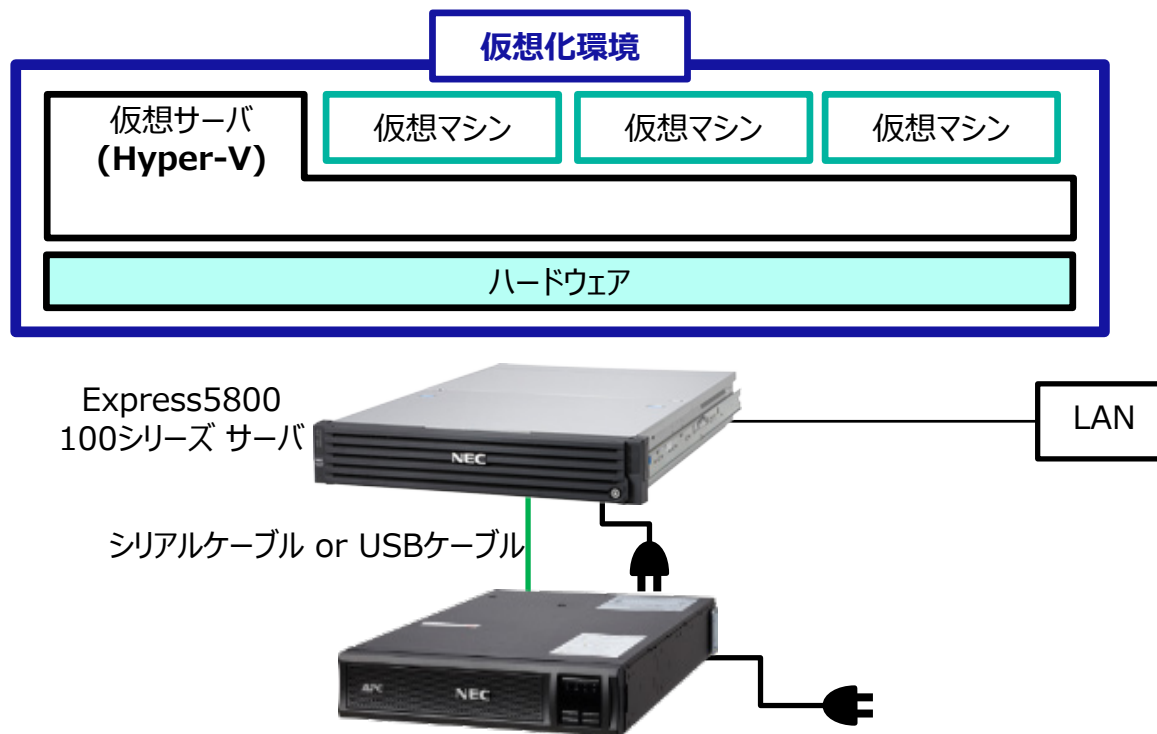 仮想化環境
仮想サーバ
(Hyper-V)
仮想マシン
仮想マシン
仮想マシン
ハードウェア
Express5800
100シリーズ サーバ
NEC
LAN
シリアルケーブル or USBケーブル
APC
NEC